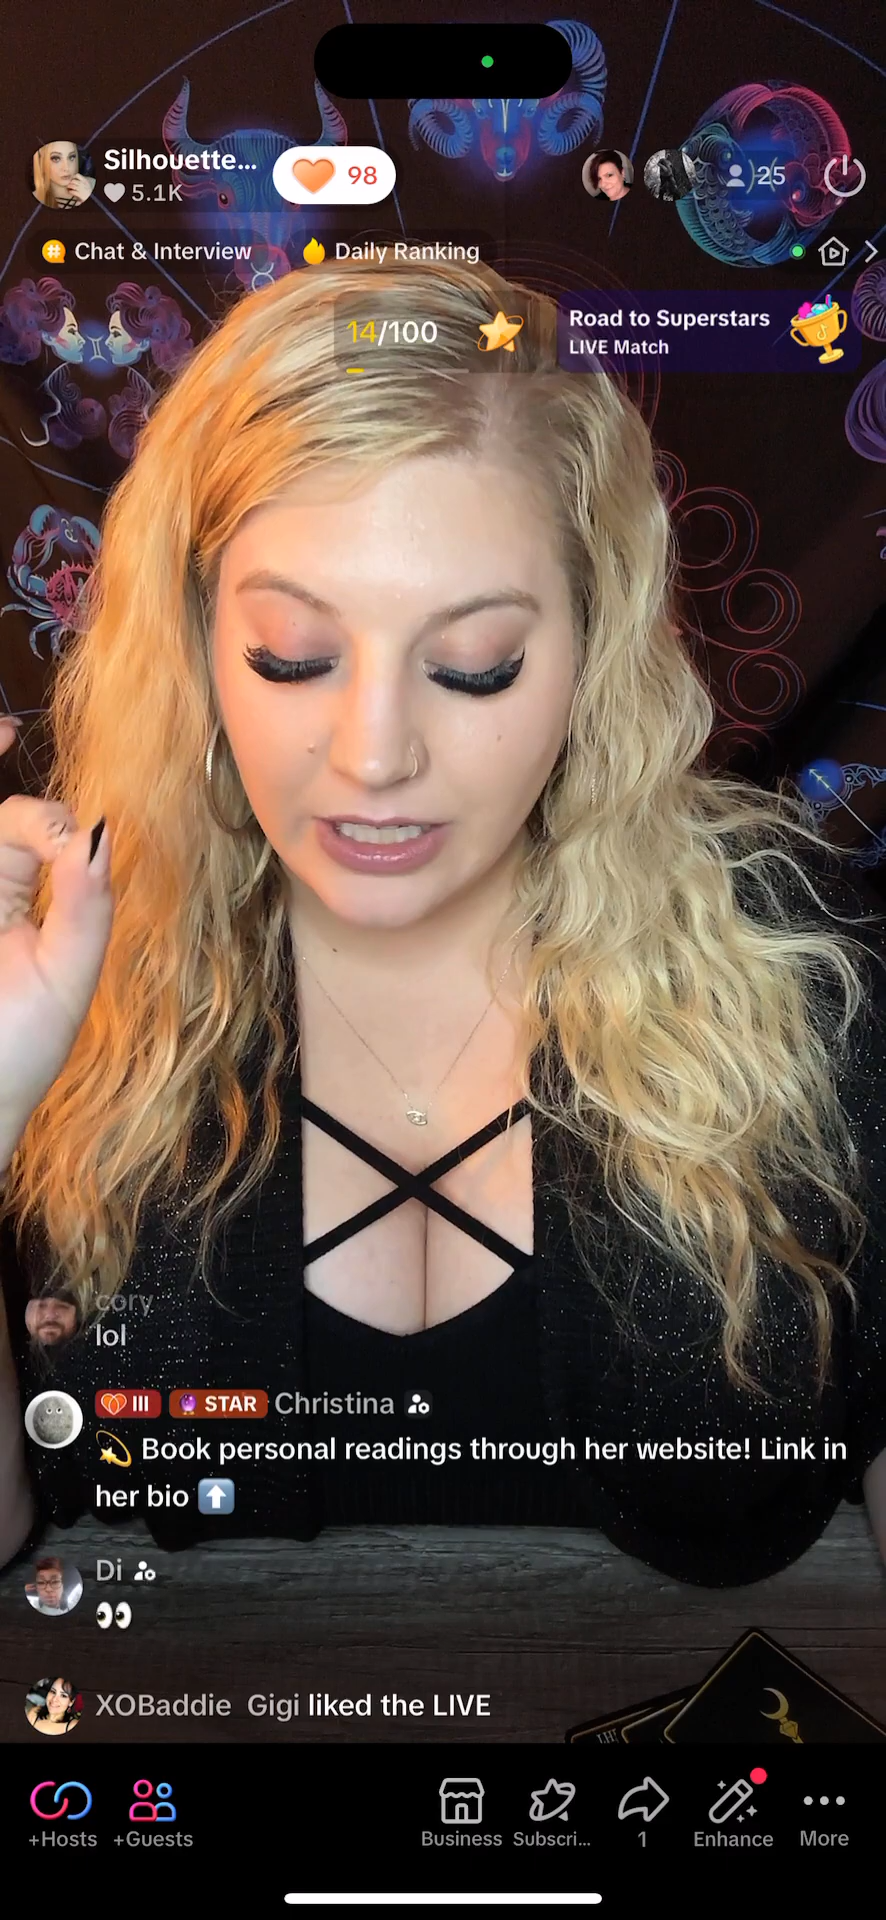 Silhouette...
5.1K
98
25
Chat & Interview
Daily Ranking
14/100
Road to Superstars
LIVE Match
cory
lol
III STAR Christina
Book personal readings through her website! Link in
her bio
Di
XOBaddie Gigi liked the LIVE
+Hosts
+Guests
Business
Subscri...
1
Enhance
More